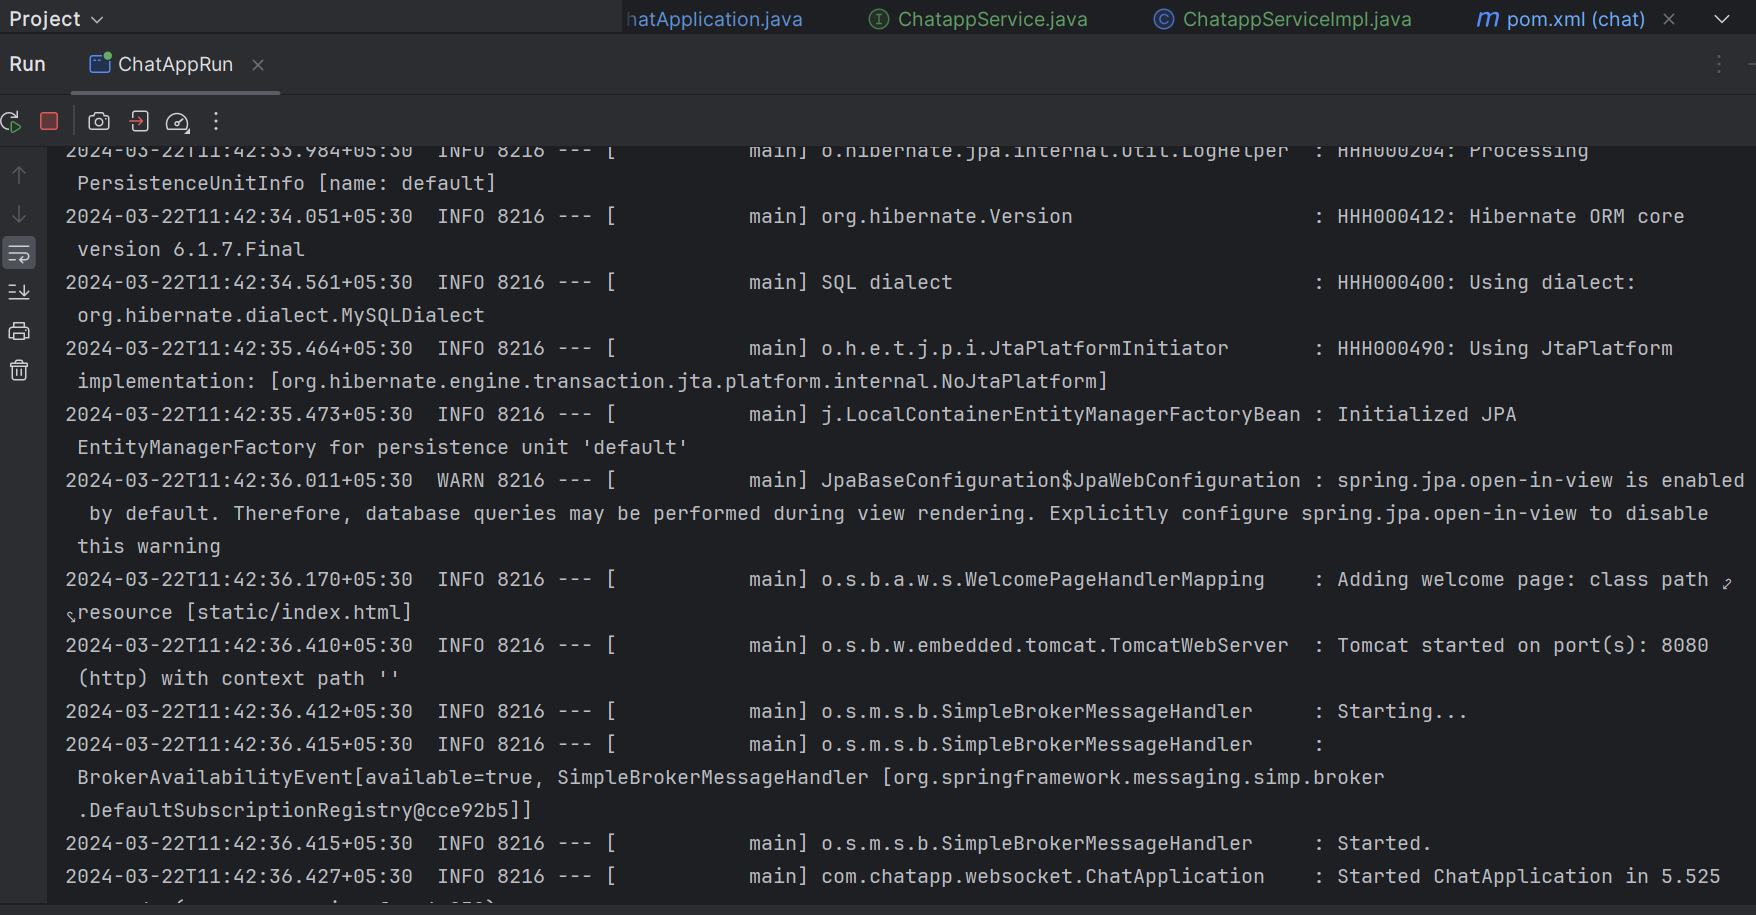 Project
hatApplication.java
ChatappService.java
ChatappServiceImpl.java
pom.xml (chat)
Run
ChatAppRun
2024-03-22T11:42:33.984+05:30  INFO 8216 --- [           main] o.hibernate.jpa.internal.util.LogHelper  : HHH000204: Processing
PersistenceUnitInfo [name: default]
2024-03-22T11:42:34.051+05:30  INFO 8216 --- [           main] org.hibernate.Version                    : HHH000412: Hibernate ORM core
version 6.1.7.Final
2024-03-22T11:42:34.561+05:30  INFO 8216 --- [           main] SQL dialect                              : HHH000400: Using dialect:
org.hibernate.dialect.MySQLDialect
2024-03-22T11:42:35.464+05:30  INFO 8216 --- [           main] o.h.e.t.j.p.i.JtaPlatformInitiator       : HHH000490: Using JtaPlatform
implementation: [org.hibernate.engine.transaction.jta.platform.internal.NoJtaPlatform]
2024-03-22T11:42:35.473+05:30  INFO 8216 --- [           main] j.LocalContainerEntityManagerFactoryBean : Initialized JPA
EntityManagerFactory for persistence unit 'default'
2024-03-22T11:42:36.011+05:30  WARN 8216 --- [           main] JpaBaseConfiguration$JpaWebConfiguration : spring.jpa.open-in-view is enabled
by default. Therefore, database queries may be performed during view rendering. Explicitly configure spring.jpa.open-in-view to disable
this warning
2024-03-22T11:42:36.170+05:30  INFO 8216 --- [           main] o.s.b.a.w.s.WelcomePageHandlerMapping    : Adding welcome page: class path
resource [static/index.html]
2024-03-22T11:42:36.410+05:30  INFO 8216 --- [           main] o.s.b.w.embedded.tomcat.TomcatWebServer  : Tomcat started on port(s): 8080
(http) with context path ''
2024-03-22T11:42:36.412+05:30  INFO 8216 --- [           main] o.s.m.s.b.SimpleBrokerMessageHandler     : Starting...
2024-03-22T11:42:36.415+05:30  INFO 8216 --- [           main] o.s.m.s.b.SimpleBrokerMessageHandler     :
BrokerAvailabilityEvent[available=true, SimpleBrokerMessageHandler [org.springframework.messaging.simp.broker
.DefaultSubscriptionRegistry@cce92b5]]
2024-03-22T11:42:36.415+05:30  INFO 8216 --- [           main] o.s.m.s.b.SimpleBrokerMessageHandler     : Started.
2024-03-22T11:42:36.427+05:30  INFO 8216 --- [           main] com.chatapp.websocket.ChatApplication    : Started ChatApplication in 5.525